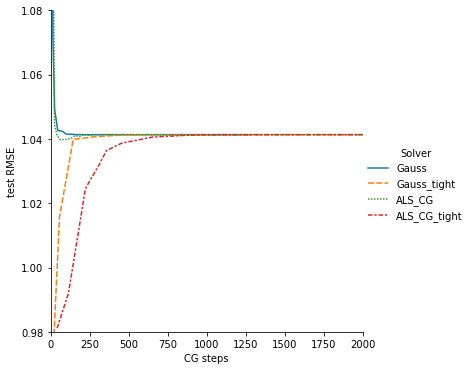 1.08
1.06
1.04
1.02
1.00
0.98
test RMSE
0 250 500 750 1000 1250 1500 1750 2000
CG steps
Solver
Gauss
Gauss_tight
ALS_CG
ALS_CG_tight